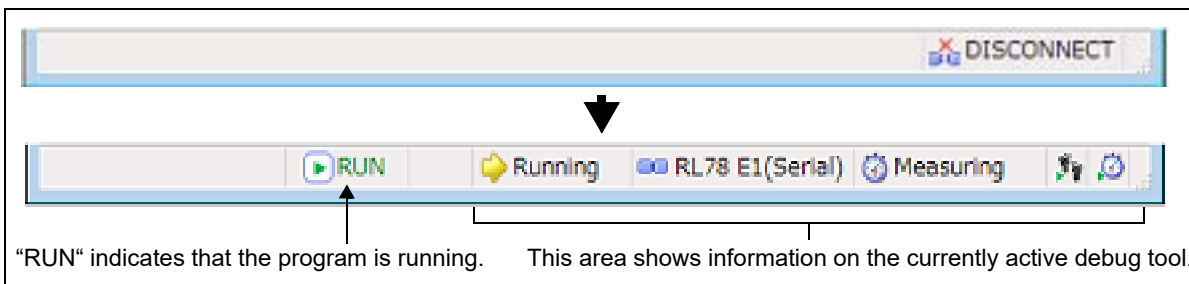 DISCONNECT
RUN Running RL78 E1(Serial) Measuring
“RUN“ indicates that the program is running. This area shows information on the currently active debug tool.